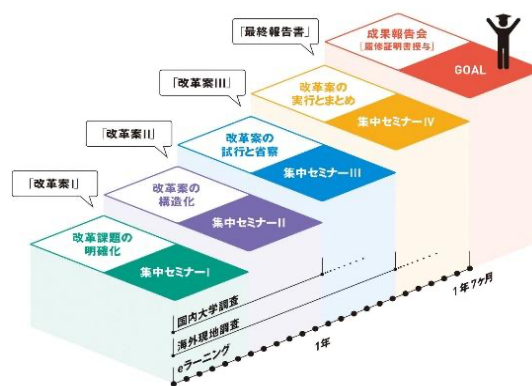 「最終報告書」
成果報告会
[履修証明書授与]
GOAL
「改革案III」
改革案の
実行とまとめ
集中セミナーIV
「改革案II」
改革案の
試行と省察
集中セミナーIII
「改革案I」
改革案の
構造化
集中セミナーII
改革課題の
明確化
集中セミナーI
国内大学調査
海外現地調査
eラーニング
1年
1年7ヶ月